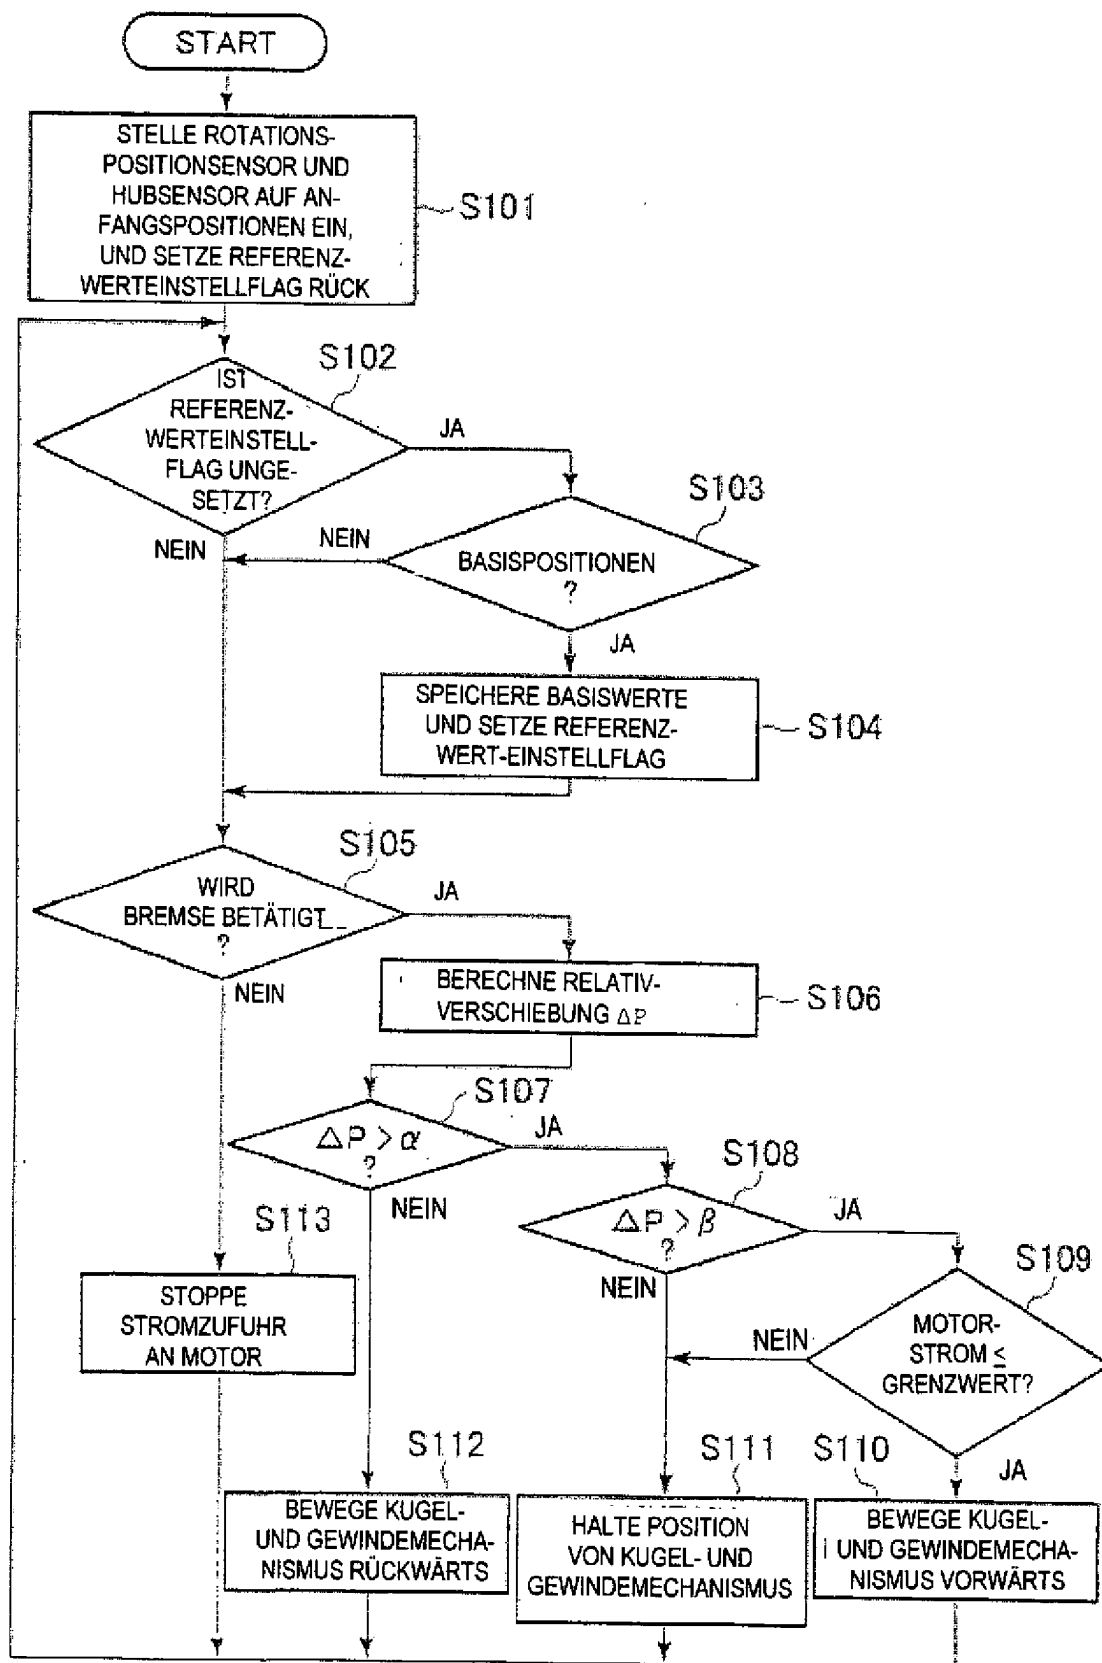 START
STELLE ROTATIONS-
POSITIONSENSOR UND
HUBSENSOR AUF AN-
FANGSPOSITIONEN EIN,
UND SETZE REFERENZ-
WERTEINSTELLFLAG RÜCK
S101
S102
IST
REFERENZ-
WERTEINSTELL-
FLAG UNGE-
SETZT?
JA
NEIN
S103
NEIN
BASISPOSITIONEN
?
JA
SPEICHERE BASISWERTE
UND SETZE REFERENZ-
WERT-EINSTELLFLAG
S104
S105
WIRD
BREMSE BETÄTIGT
?
JA
NEIN
BERECHNE RELATIV-
VERSCHIEBUNG ΔP
S106
S107
ΔP > α
?
JA
NEIN
S108
ΔP > β
?
JA
NEIN
S109
MOTOR-
STROM ≤
GRENZWERT?
NEIN
JA
S113
STOPPE
STROMZUFUHR
AN MOTOR
S112
BEWEGE KUGEL-
UND GEWINDEMECHA-
NISMUS RÜCKWÄRTS
S111
HALTE POSITION
VON KUGEL- UND
GEWINDEMECHANISMUS
S110
BEWEGE KUGEL-
UND GEWINDEMECHA-
NISMUS VORWÄRTS